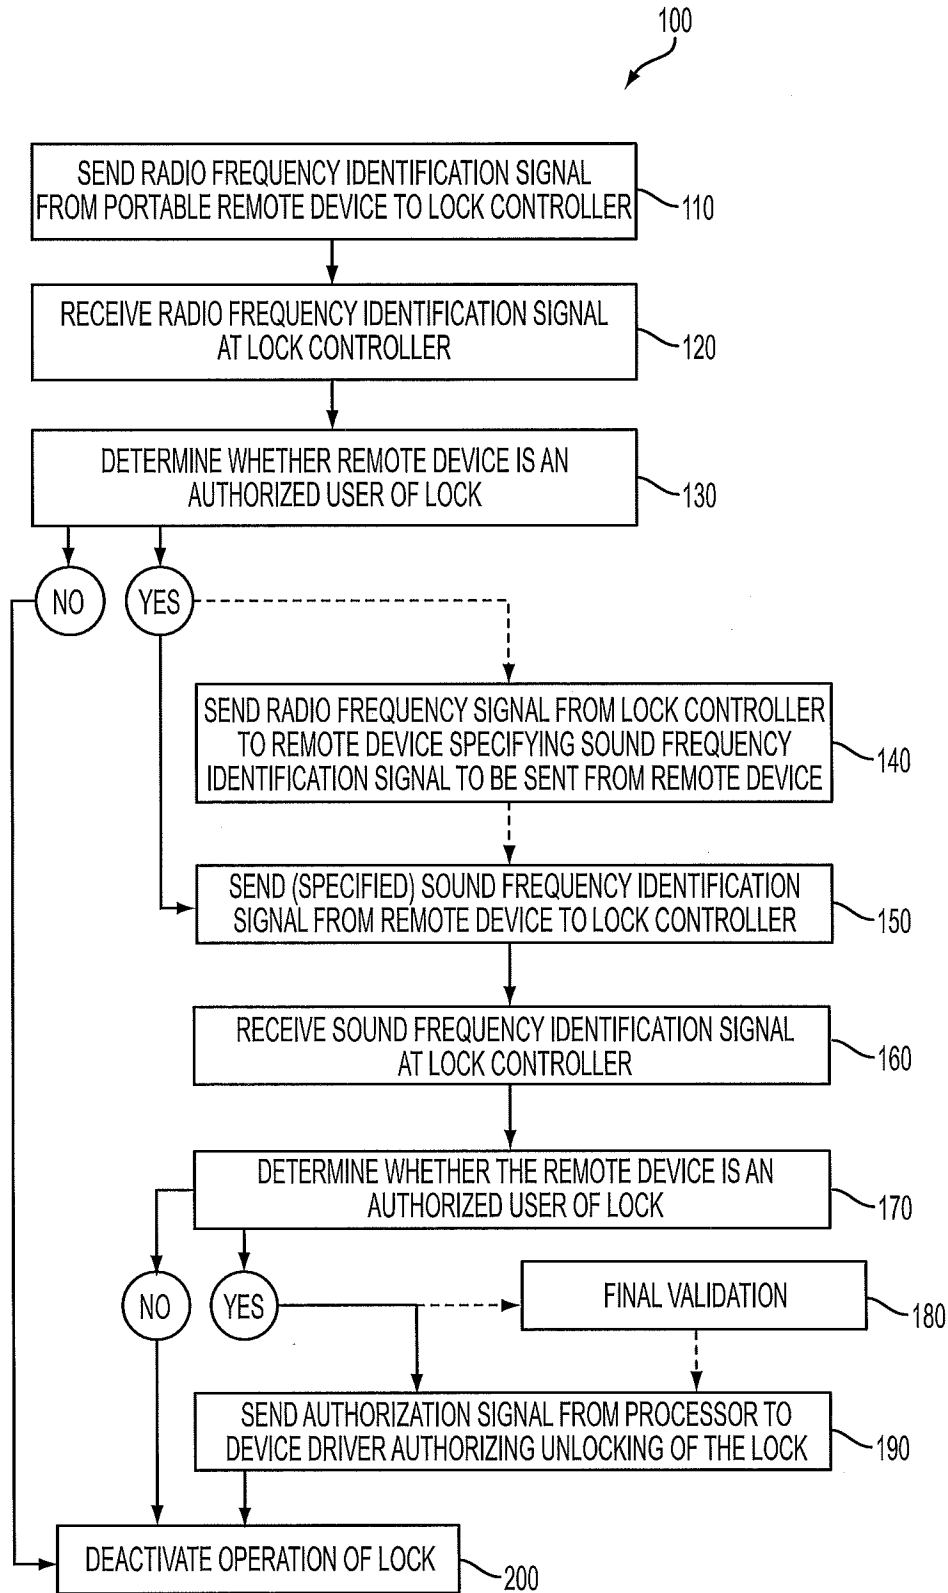 100
SEND RADIO FREQUENCY IDENTIFICATION SIGNAL
FROM PORTABLE REMOTE DEVICE TO LOCK CONTROLLER
110
RECEIVE RADIO FREQUENCY IDENTIFICATION SIGNAL
AT LOCK CONTROLLER
120
DETERMINE WHETHER REMOTE DEVICE IS AN
AUTHORIZED USER OF LOCK
130
NO
YES
SEND RADIO FREQUENCY SIGNAL FROM LOCK CONTROLLER
TO REMOTE DEVICE SPECIFYING SOUND FREQUENCY
IDENTIFICATION SIGNAL TO BE SENT FROM REMOTE DEVICE
140
SEND (SPECIFIED) SOUND FREQUENCY IDENTIFICATION
SIGNAL FROM REMOTE DEVICE TO LOCK CONTROLLER
150
RECEIVE SOUND FREQUENCY IDENTIFICATION SIGNAL
AT LOCK CONTROLLER
160
DETERMINE WHETHER THE REMOTE DEVICE IS AN
AUTHORIZED USER OF LOCK
170
NO
YES
FINAL VALIDATION
180
SEND AUTHORIZATION SIGNAL FROM PROCESSOR TO
DEVICE DRIVER AUTHORIZING UNLOCKING OF THE LOCK
190
DEACTIVATE OPERATION OF LOCK
200